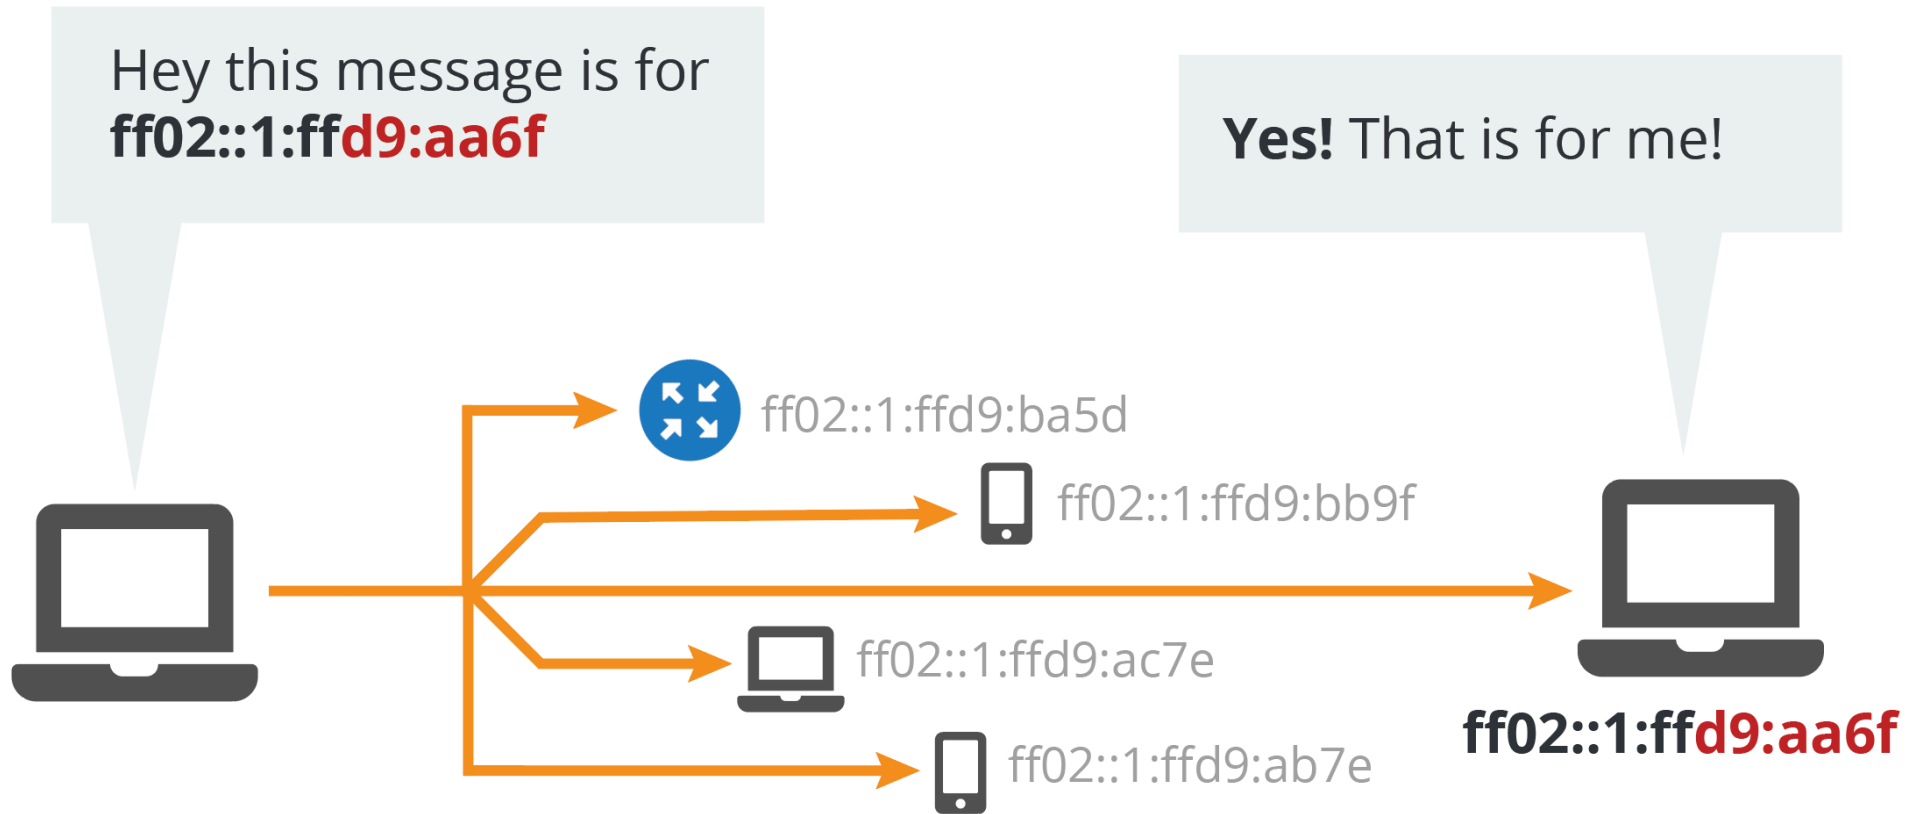 Hey this message is for
ff02::1:ffd9:aa6f
Yes! That is for me!
ff02::1:ffd9:ba5d
ff02::1:ffd9:bb9f
ff02::1:ffd9:ac7e
ff02::1:ffd9:aa6f
ff02::1:ffd9:ab7e